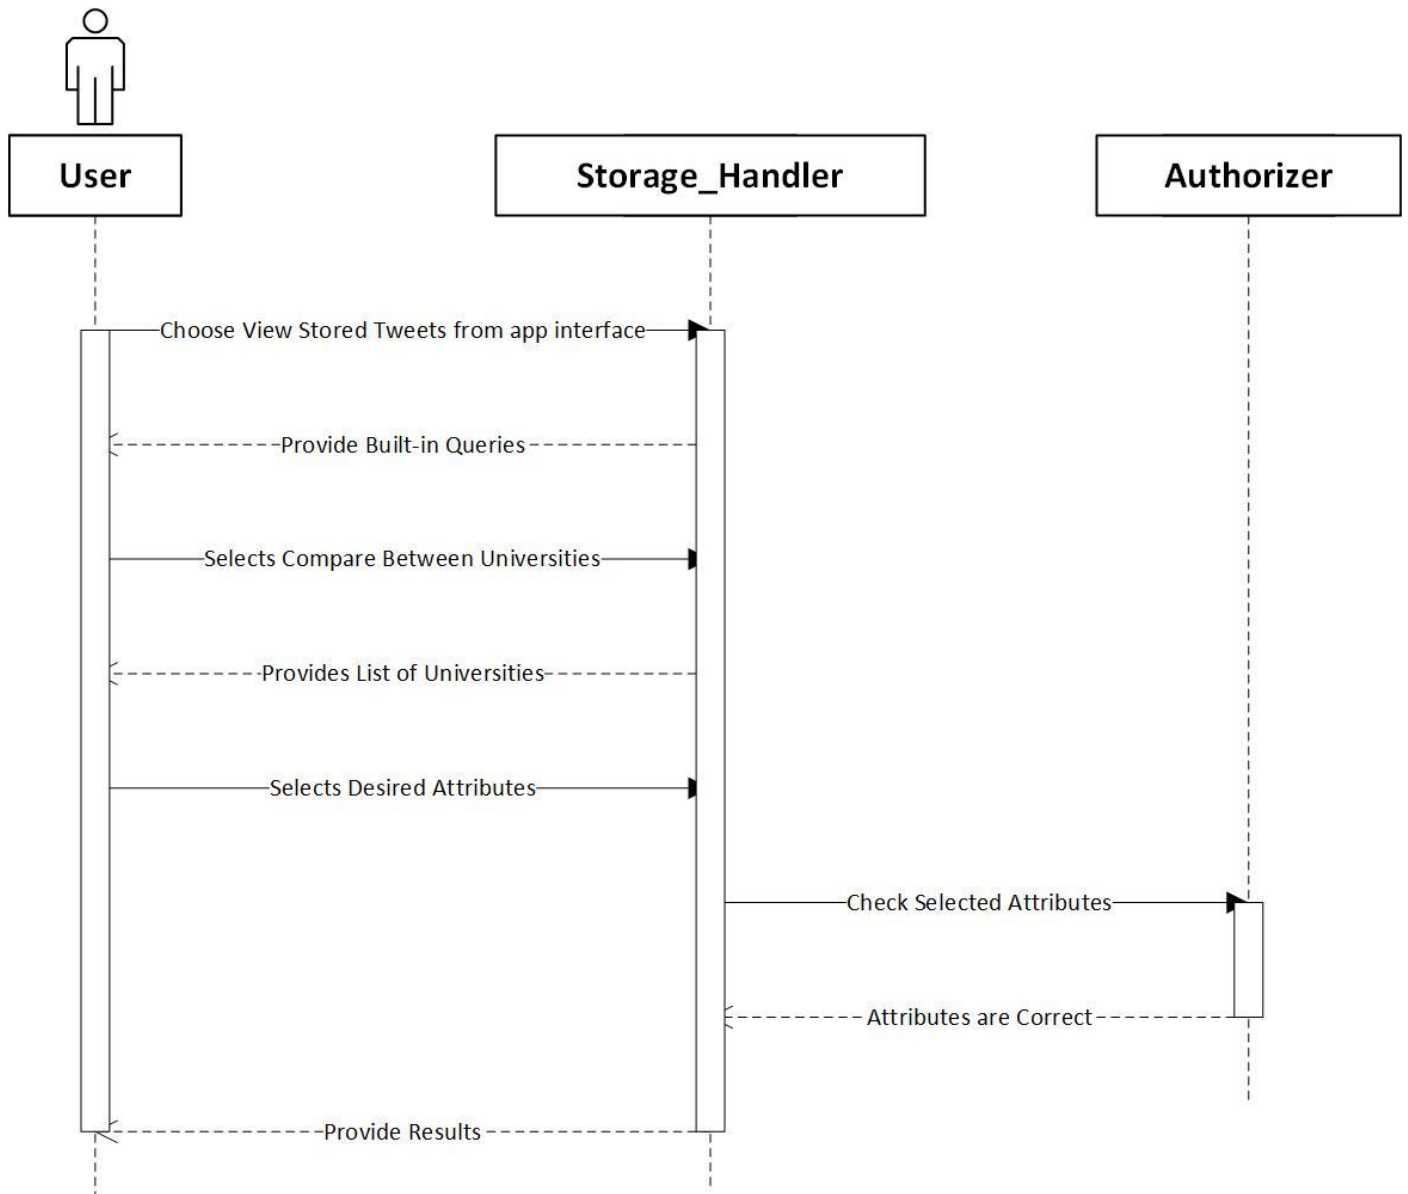 User
Storage_Handler
Authorizer
Choose View Stored Tweets from app interface
Provide Built-in Queries
Selects Compare Between Universities
Provides List of Universities
Selects Desired Attributes
Check Selected Attributes
Attributes are Correct
Provide Results